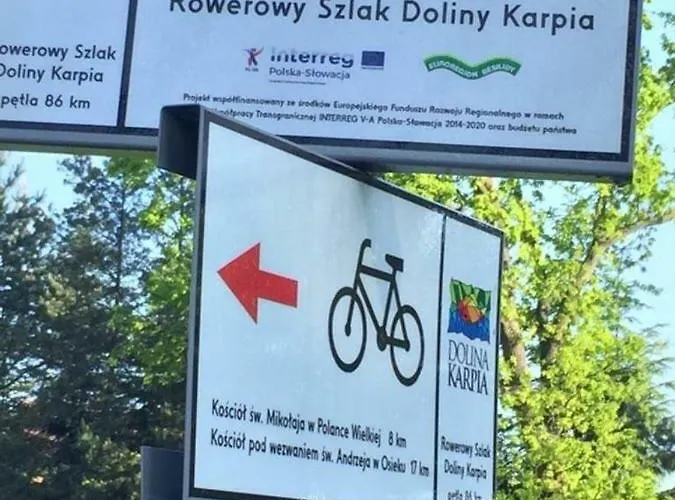 Rowerowy Szlak Doliny Karpia
Rowerowy Szlak
Doliny Karpia
pętla 86 km
Interreg
Polska-Słowacja
EUROREGION BESKIDY
Projekt współfinansowany ze środków Europejskiego Funduszu Rozwoju Regionalnego w ramach
Współpracy Transgranicznej INTERREG V-A Polska-Słowacja 2014-2020 oraz budżetu państwa
DOLINA
KARPIA
Kościół św. Mikołaja w Polance Wielkiej 8 km
Kościół pod wezwaniem św. Andrzeja w Osieku 17 km
Rowerowy Szlak
Doliny Karpia
pętla 86 km